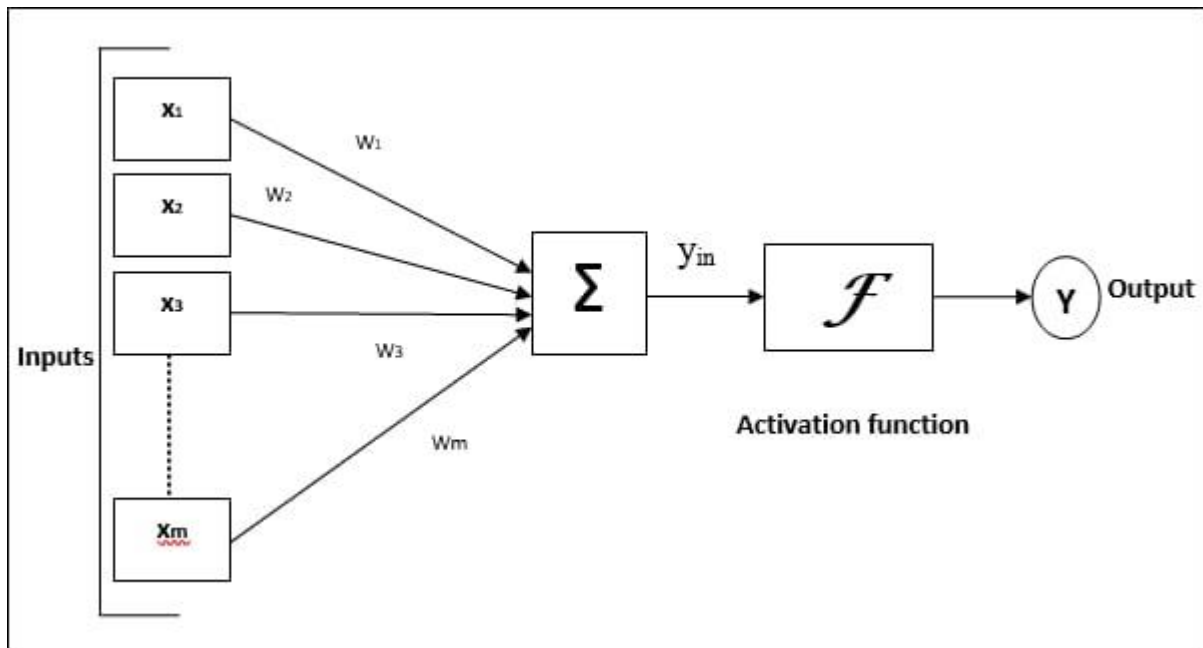 x1
W1
W2
x2
yin
Σ
ℱ
Y
Output
x3
Inputs
W3
Activation function
Wm
xm